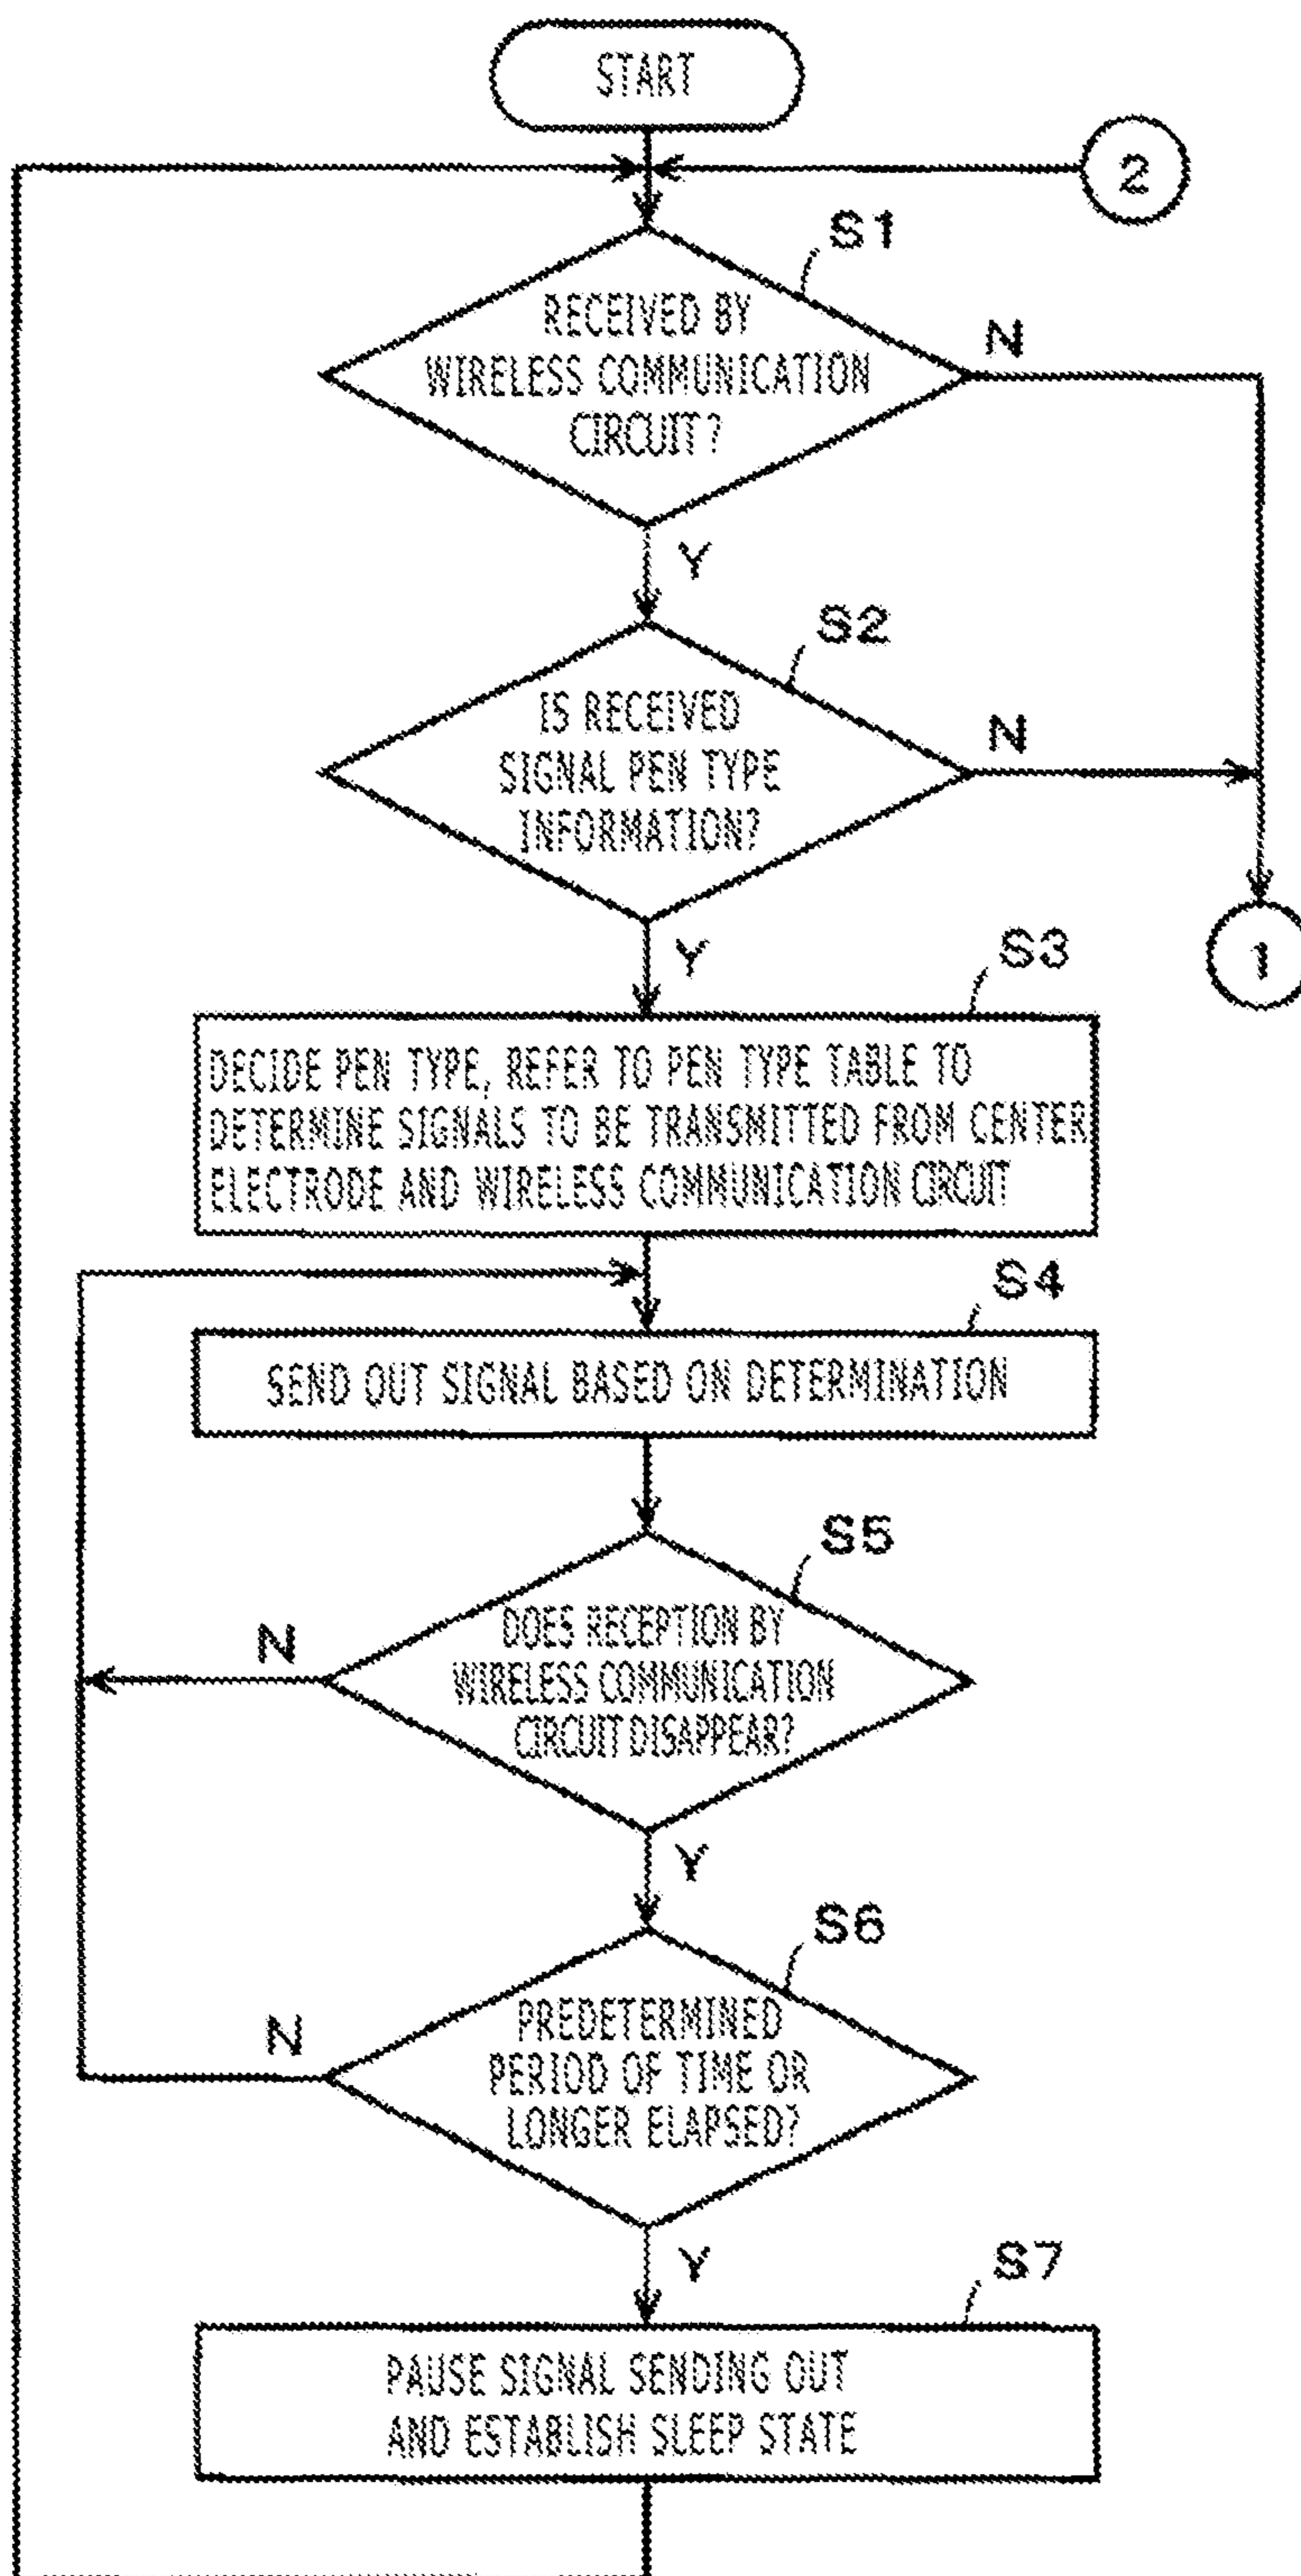 START
2
S1
RECEIVED BY
WIRELESS COMMUNICATION
CIRCUIT?
N
Y
S2
IS RECEIVED
SIGNAL PEN TYPE
INFORMATION?
N
Y
1
S3
DECIDE PEN TYPE, REFER TO PEN TYPE TABLE TO
DETERMINE SIGNALS TO BE TRANSMITTED FROM CENTER
ELECTRODE AND WIRELESS COMMUNICATION CIRCUIT
S4
SEND OUT SIGNAL BASED ON DETERMINATION
S5
DOES RECEPTION BY
WIRELESS COMMUNICATION
CIRCUIT DISAPPEAR?
N
Y
S6
PREDETERMINED
PERIOD OF TIME OR
LONGER ELAPSED?
N
Y
S7
PAUSE SIGNAL SENDING OUT
AND ESTABLISH SLEEP STATE